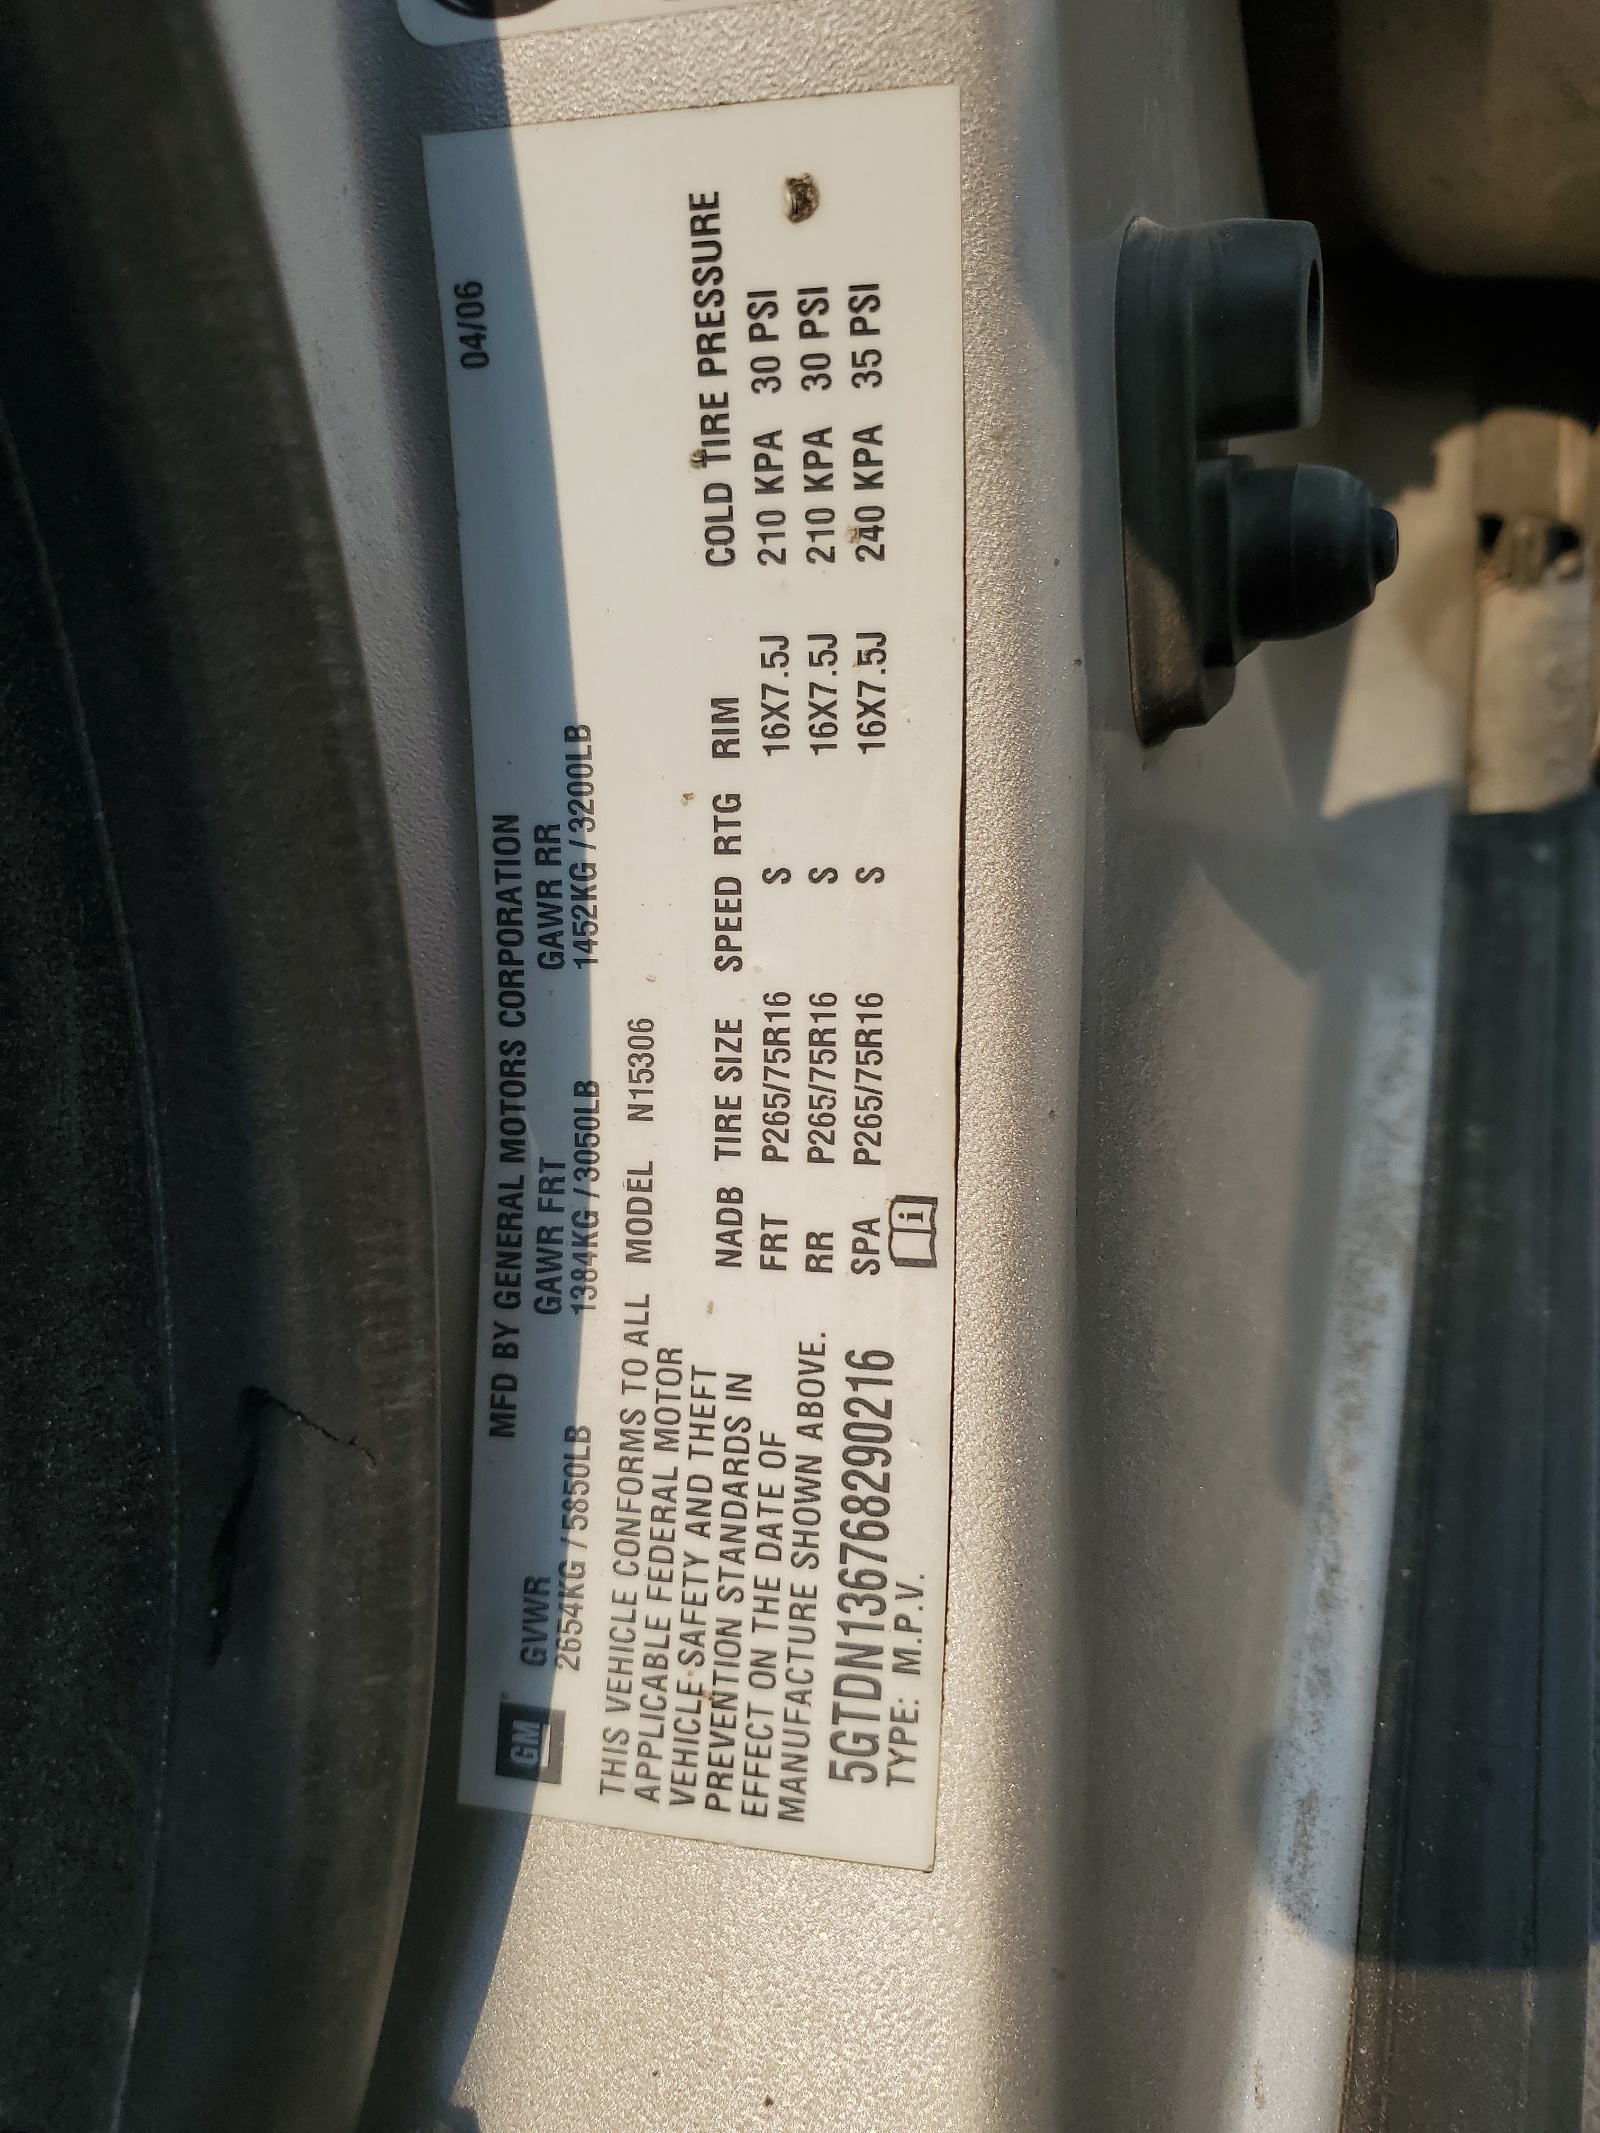 04/06
MFD BY GENERAL MOTORS CORPORATION
GM
GVWR GAWR FRT GAWR RR
2654KG / 5850LB 1384KG / 3050LB 1452KG / 3200LB
THIS VEHICLE CONFORMS TO ALL
APPLICABLE FEDERAL MOTOR
VEHICLE SAFETY AND THEFT
PREVENTION STANDARDS IN
EFFECT ON THE DATE OF
MANUFACTURE SHOWN ABOVE.
5GTDN136768290216
TYPE: M.P.V.
MODEL N15306
NADB TIRE SIZE SPEED RTG RIM COLD TIRE PRESSURE
FRT P265/75R16 S 16X7.5J 210 KPA 30 PSI
RR P265/75R16 S 16X7.5J 210 KPA 30 PSI
SPA P265/75R16 S 16X7.5J 240 KPA 35 PSI
i